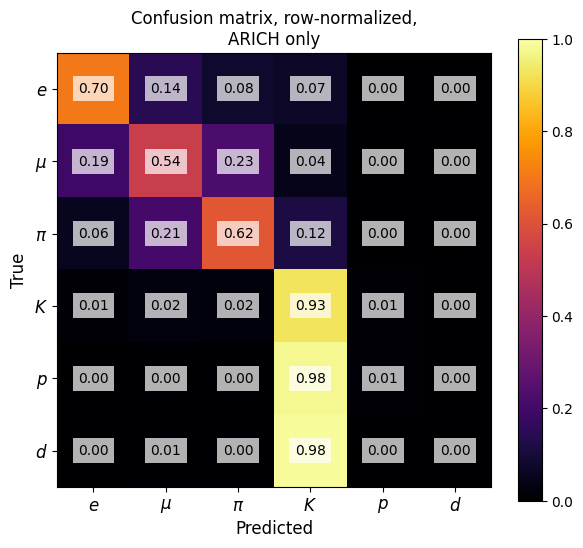 Confusion matrix, row-normalized,
ARICH only
True
e 0.70 0.14 0.08 0.07 0.00 0.00
μ 0.19 0.54 0.23 0.04 0.00 0.00
π 0.06 0.21 0.62 0.12 0.00 0.00
K 0.01 0.02 0.02 0.93 0.01 0.00
p 0.00 0.00 0.00 0.98 0.01 0.00
d 0.00 0.01 0.00 0.98 0.00 0.00
e μ π K p d
Predicted
1.0
0.8
0.6
0.4
0.2
0.0